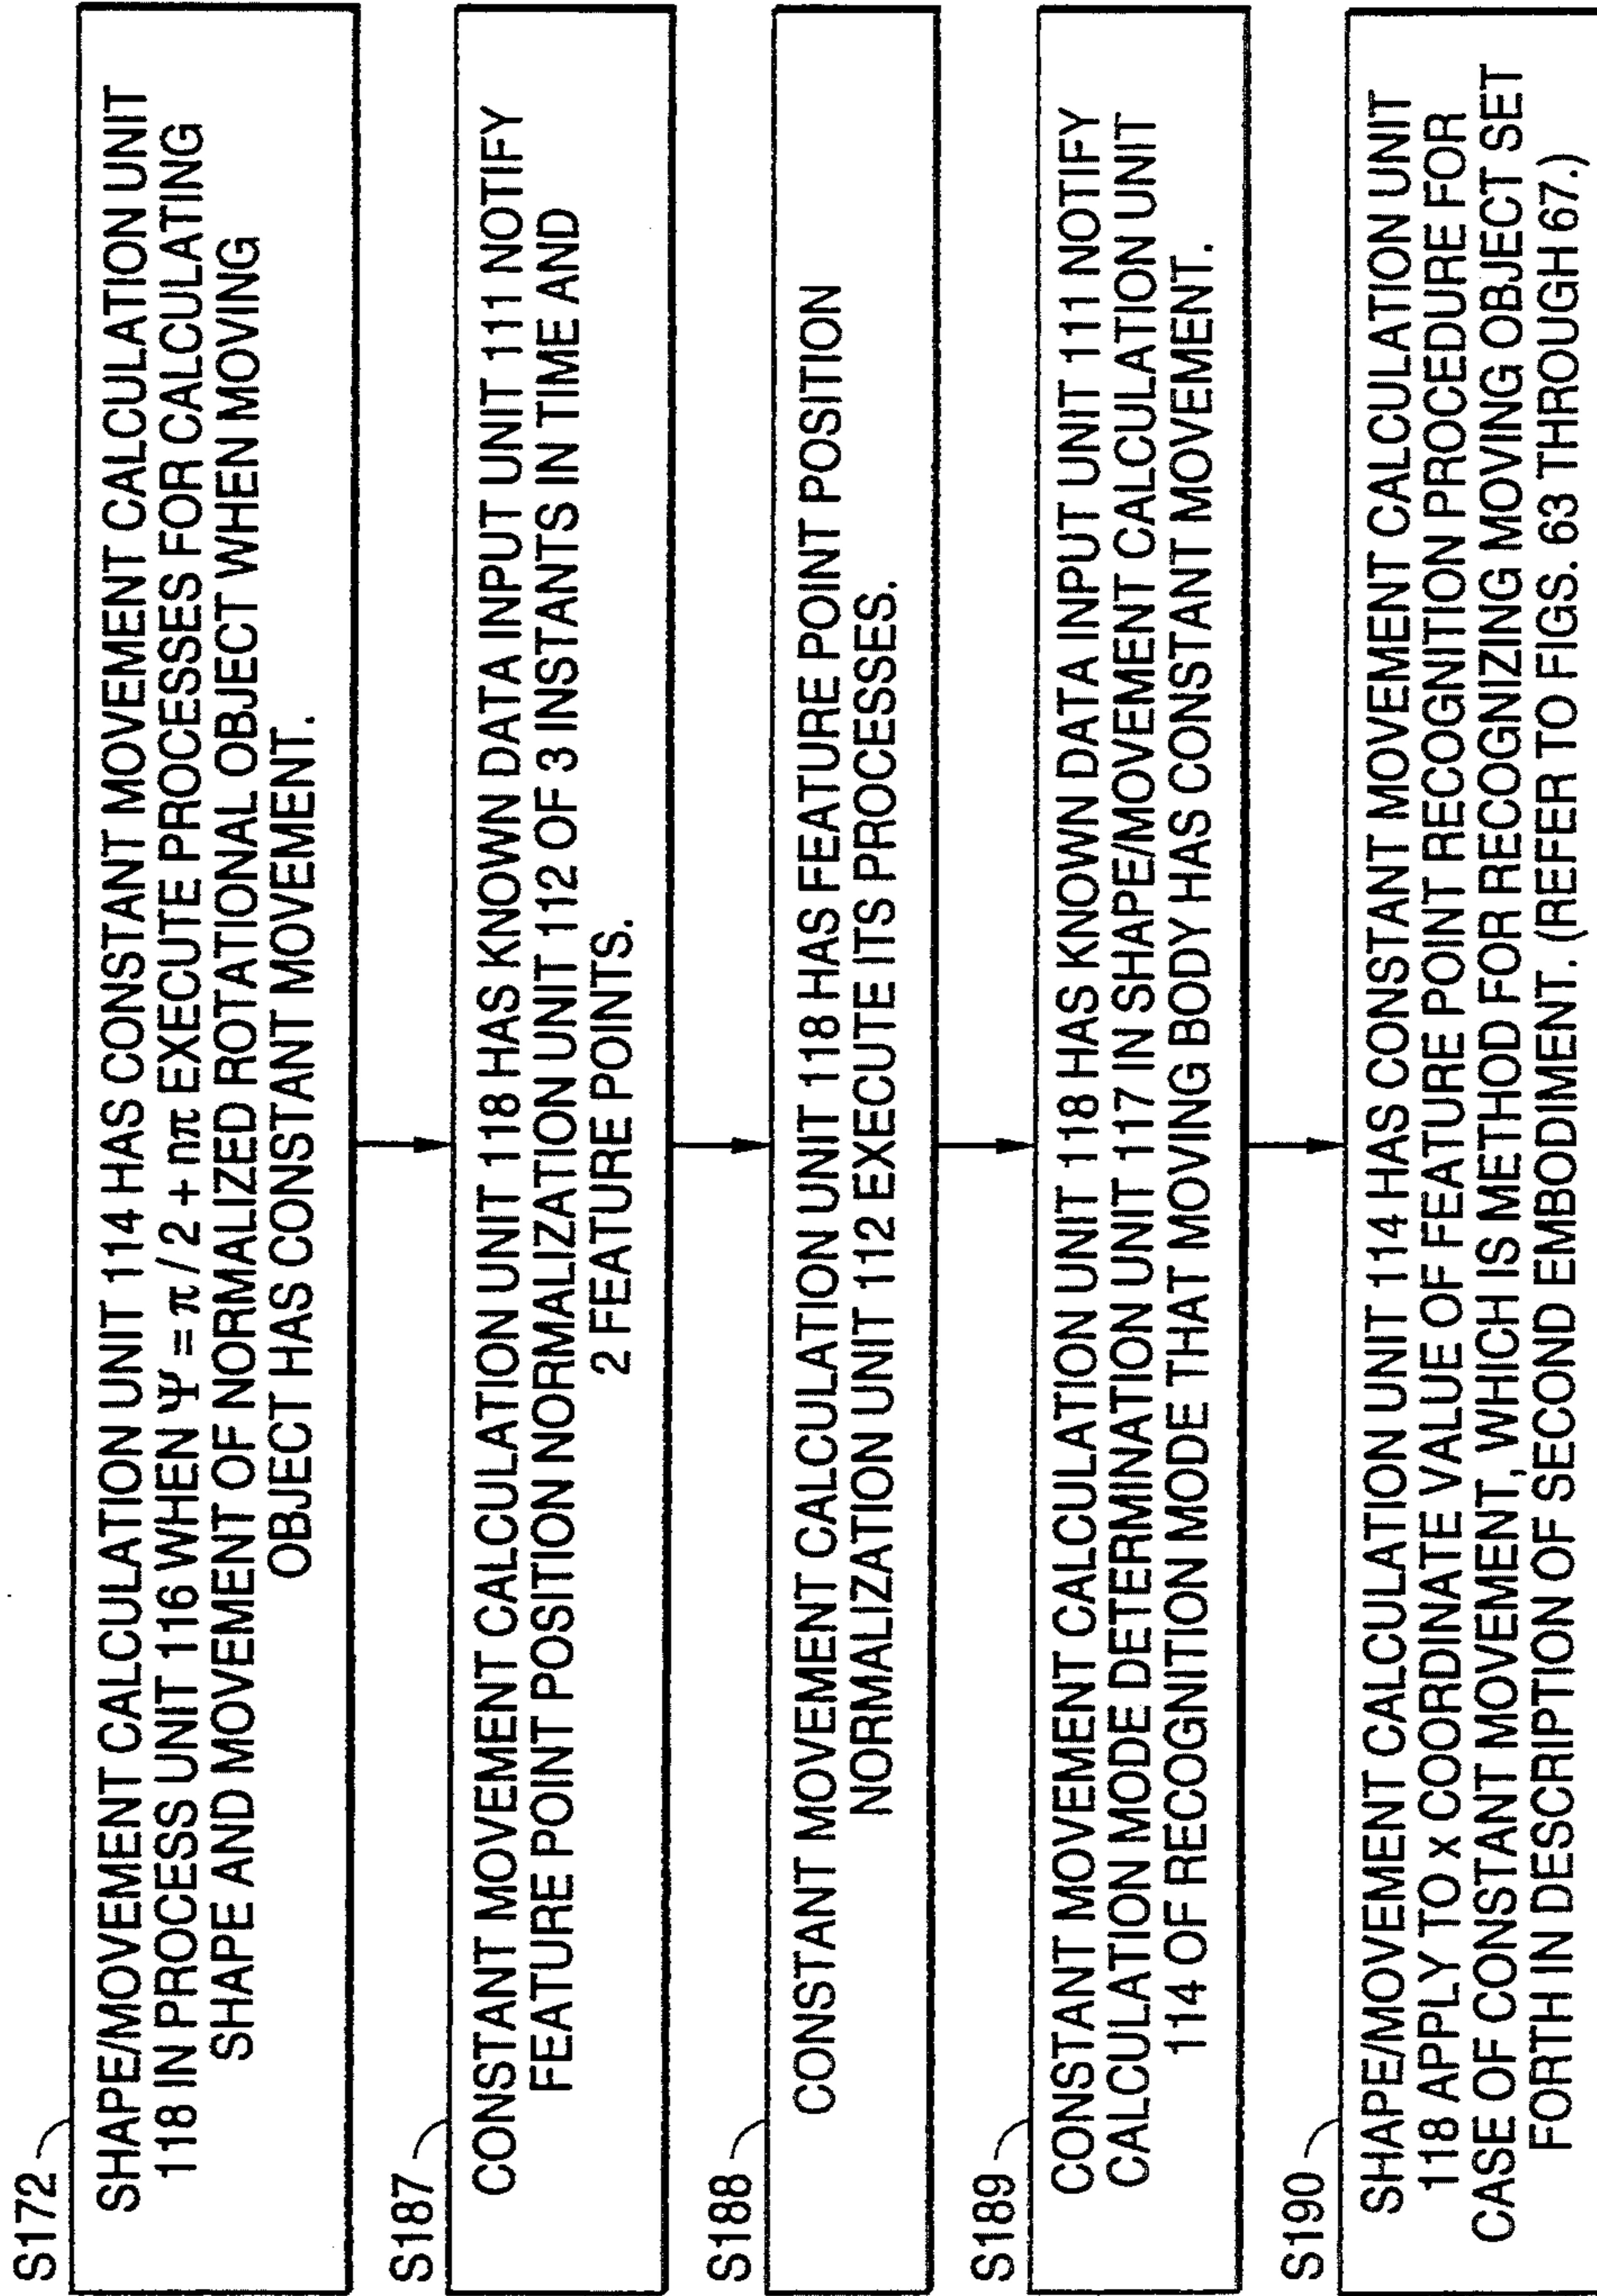 S172
SHAPE/MOVEMENT CALCULATION UNIT 114 HAS CONSTANT MOVEMENT CALCULATION UNIT
118 IN PROCESS UNIT 116 WHEN Ψ = π / 2 + nπ EXECUTE PROCESSES FOR CALCULATING
SHAPE AND MOVEMENT OF NORMALIZED ROTATIONAL OBJECT WHEN MOVING
OBJECT HAS CONSTANT MOVEMENT.
S187
CONSTANT MOVEMENT CALCULATION UNIT 118 HAS KNOWN DATA INPUT UNIT 111 NOTIFY
FEATURE POINT POSITION NORMALIZATION UNIT 112 OF 3 INSTANTS IN TIME AND
2 FEATURE POINTS.
S188
CONSTANT MOVEMENT CALCULATION UNIT 118 HAS FEATURE POINT POSITION
NORMALIZATION UNIT 112 EXECUTE ITS PROCESSES.
S189
CONSTANT MOVEMENT CALCULATION UNIT 118 HAS KNOWN DATA INPUT UNIT 111 NOTIFY
CALCULATION MODE DETERMINATION UNIT 117 IN SHAPE/MOVEMENT CALCULATION UNIT
114 OF RECOGNITION MODE THAT MOVING BODY HAS CONSTANT MOVEMENT.
S190
SHAPE/MOVEMENT CALCULATION UNIT 114 HAS CONSTANT MOVEMENT CALCULATION UNIT
118 APPLY TO x COORDINATE VALUE OF FEATURE POINT RECOGNITION PROCEDURE FOR
CASE OF CONSTANT MOVEMENT, WHICH IS METHOD FOR RECOGNIZING MOVING OBJECT SET
FORTH IN DESCRIPTION OF SECOND EMBODIMENT. (REFER TO FIGS. 63 THROUGH 67.)